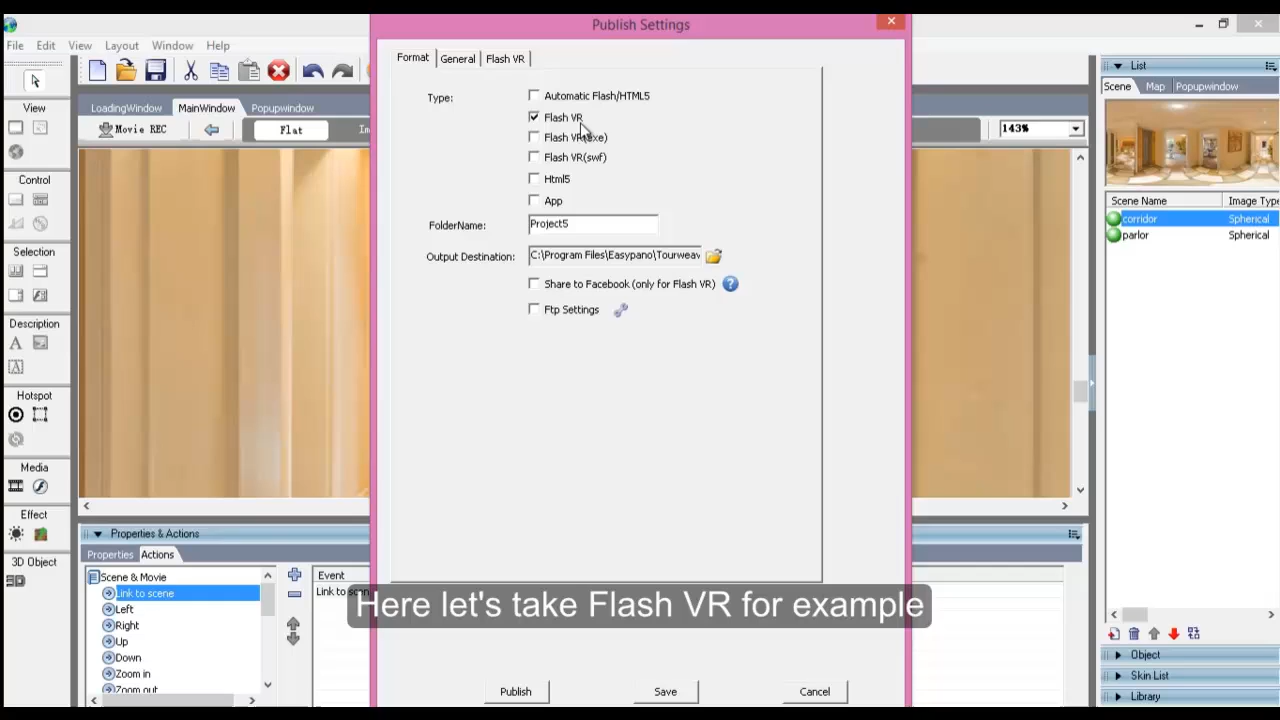 Publish Settings
File Edit View Layout Window Help
Format General Flash VR
List
Scene Map Popupwindow
LoadingWindow MainWindow Popupwindow
Movie REC Flat
143%
View
Control
Selection
Description
Hotspot
Media
Effect
3D Object
Type:
Automatic Flash/HTML5
Flash VR
Flash VR(exe)
Flash VR(swf)
Html5
App
FolderName: Project5
Output Destination: C:\Program Files\Easypano\Tourweav
Share to Facebook (only for Flash VR)
Ftp Settings
Scene Name Image Type
corridor Spherical
parlor Spherical
Properties & Actions
Properties Actions
Scene & Movie
Link to scene
Left
Right
Up
Down
Zoom in
Zoom out
Event
Link to scen
Here let's take Flash VR for example
Publish Save Cancel
Object
Skin List
Library